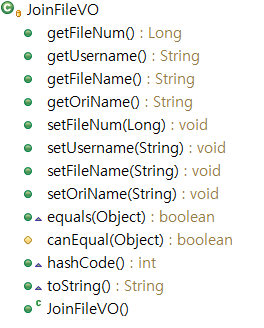 JoinFileVO
getFileNum() : Long
getUsername() : String
getFileName() : String
getOriName() : String
setFileNum(Long) : void
setUsername(String) : void
setFileName(String) : void
setOriName(String) : void
equals(Object) : boolean
canEqual(Object) : boolean
hashCode() : int
toString() : String
JoinFileVO()